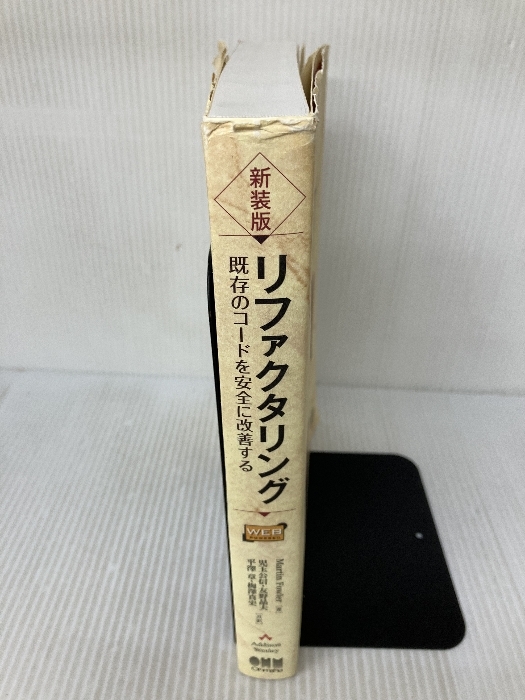 新装版
リファクタリング
既存のコードを安全に改善する
WEB
Martin Fowler [著]
児玉公信・友野晶夫
平澤 章・梅澤真史 [共訳]
Addison
Wesley
OHM
Ohmsha